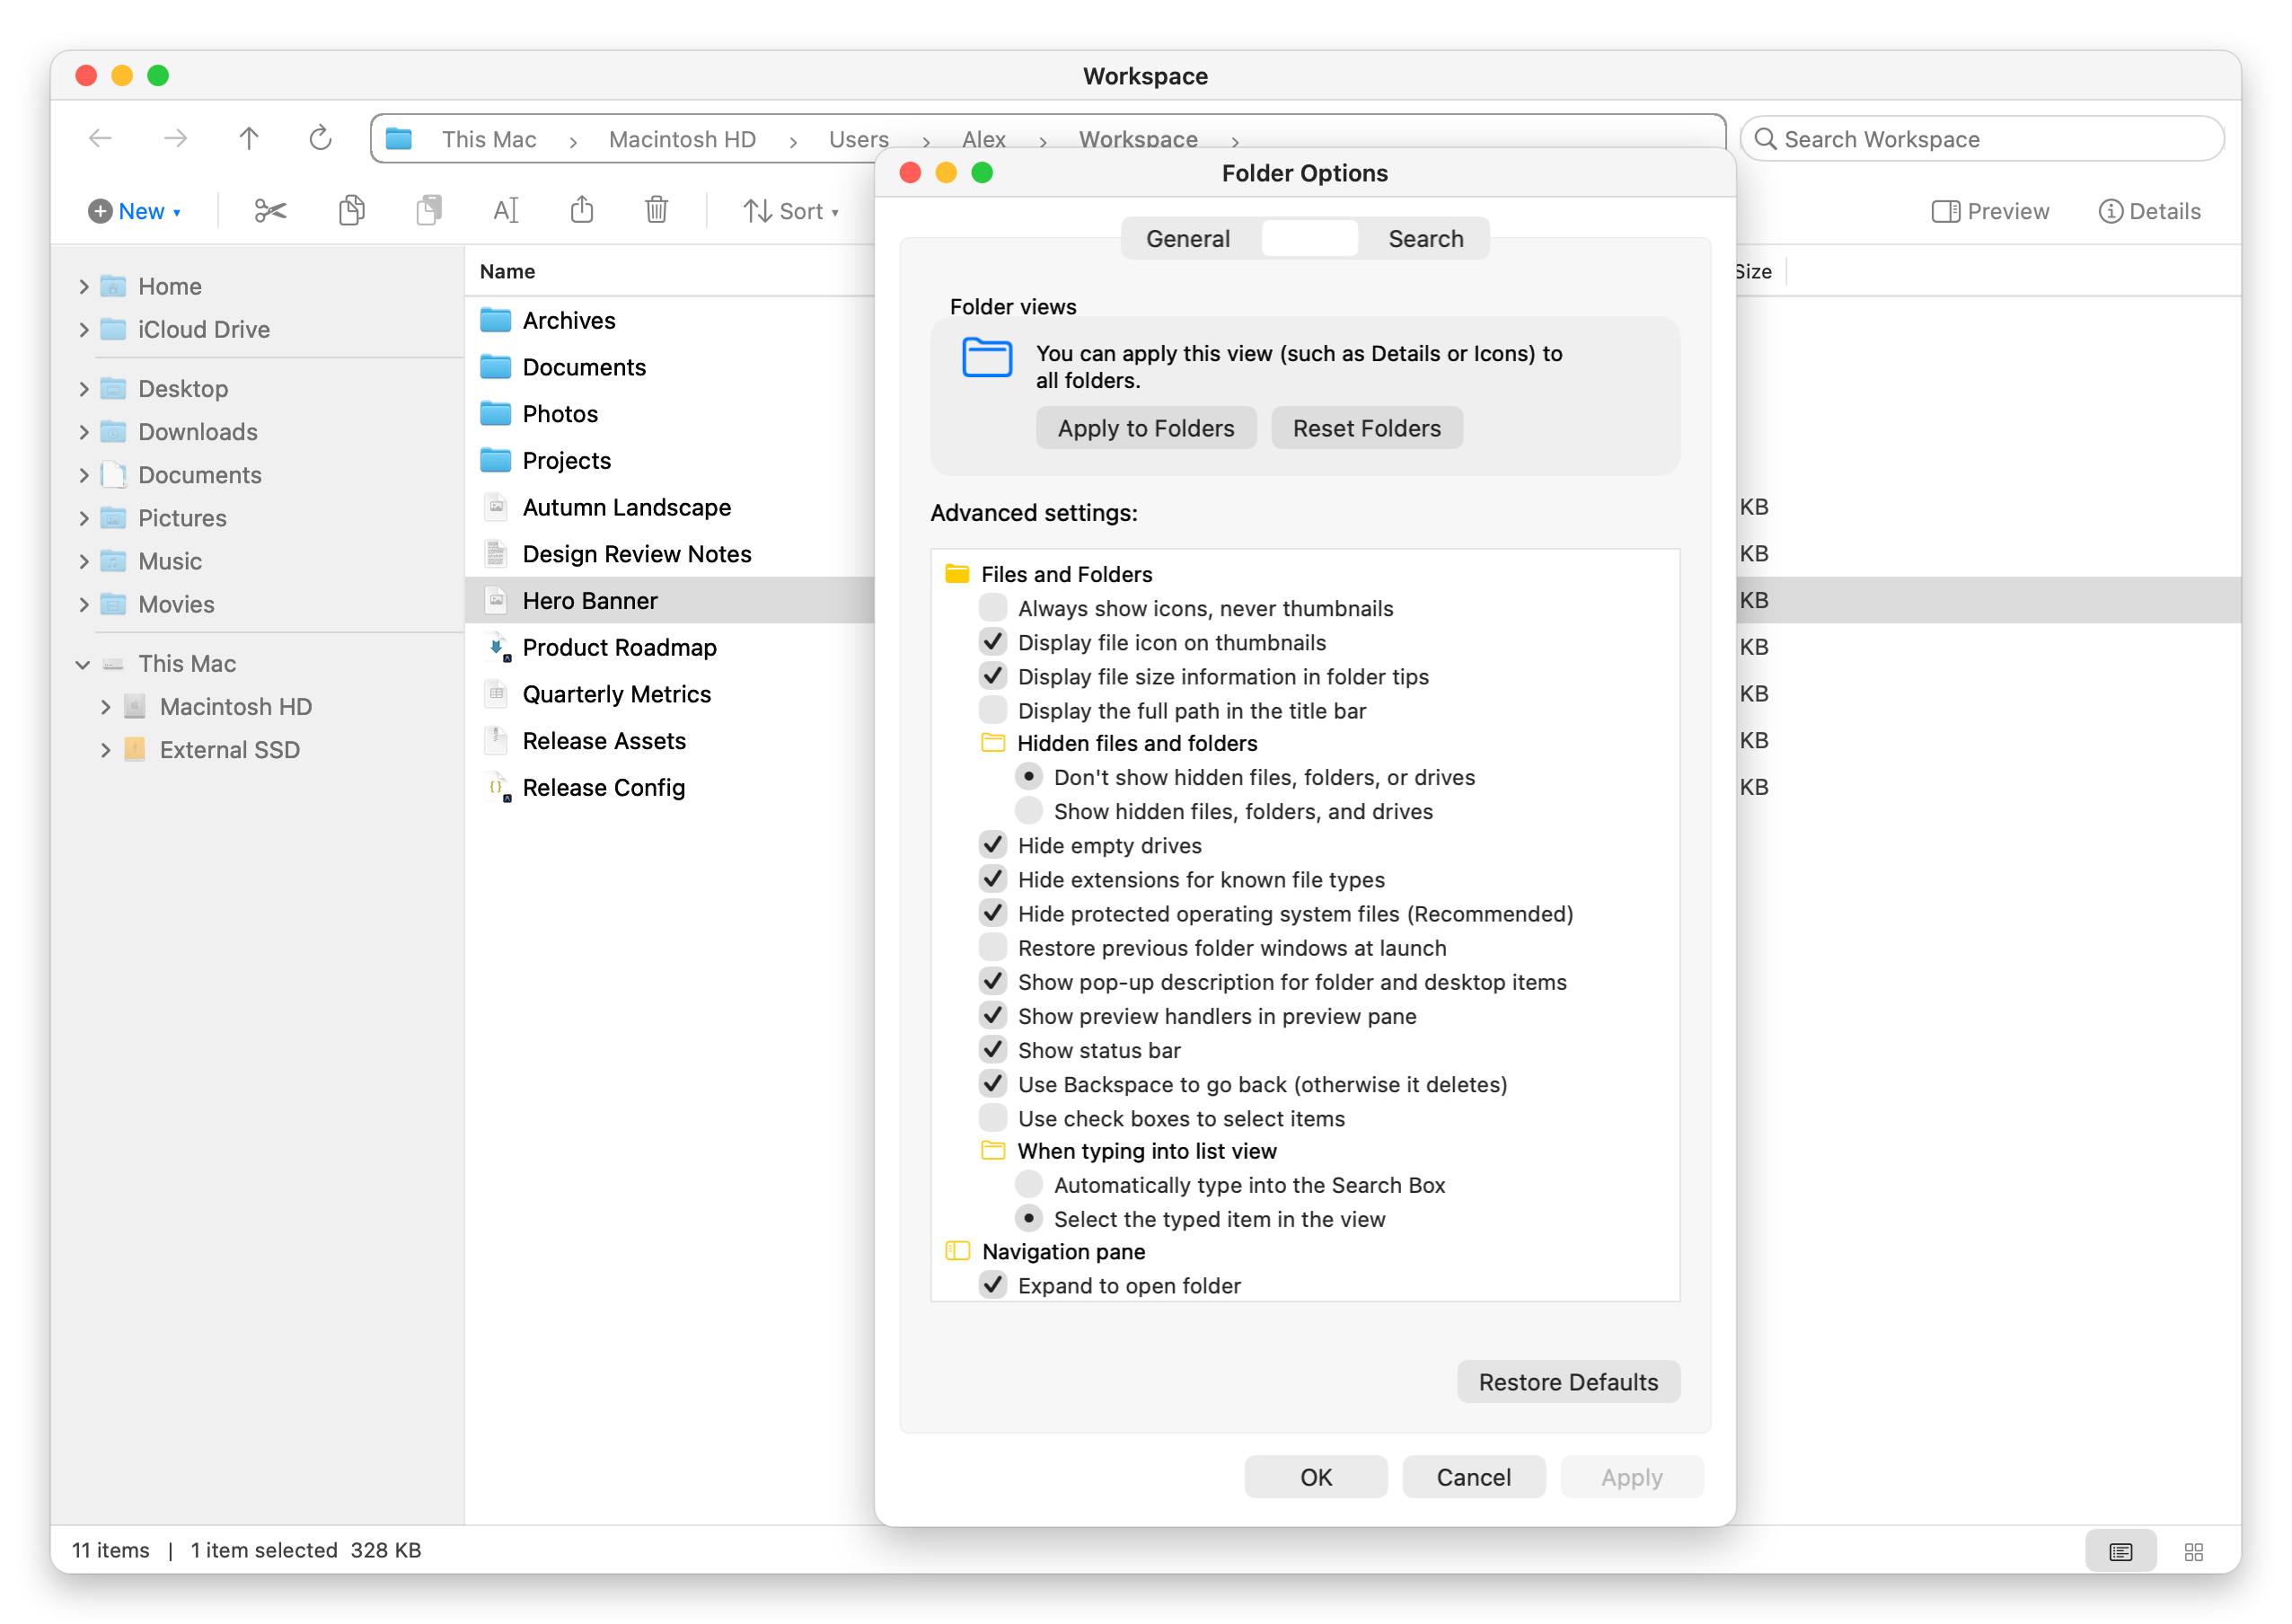 Workspace
This Mac › Macintosh HD › Users › Alex › Workspace ›
Search Workspace
New
Sort
Preview
Details
Home
iCloud Drive
Desktop
Downloads
Documents
Pictures
Music
Movies
This Mac
Macintosh HD
External SSD
Name
Archives
Documents
Photos
Projects
Autumn Landscape
Design Review Notes
Hero Banner
Product Roadmap
Quarterly Metrics
Release Assets
Release Config
Size
KB
KB
KB
KB
KB
KB
KB
Folder Options
General
Search
Folder views
You can apply this view (such as Details or Icons) to
all folders.
Apply to Folders
Reset Folders
Advanced settings:
Files and Folders
Always show icons, never thumbnails
Display file icon on thumbnails
Display file size information in folder tips
Display the full path in the title bar
Hidden files and folders
Don't show hidden files, folders, or drives
Show hidden files, folders, and drives
Hide empty drives
Hide extensions for known file types
Hide protected operating system files (Recommended)
Restore previous folder windows at launch
Show pop-up description for folder and desktop items
Show preview handlers in preview pane
Show status bar
Use Backspace to go back (otherwise it deletes)
Use check boxes to select items
When typing into list view
Automatically type into the Search Box
Select the typed item in the view
Navigation pane
Expand to open folder
Restore Defaults
OK
Cancel
Apply
11 items | 1 item selected 328 KB